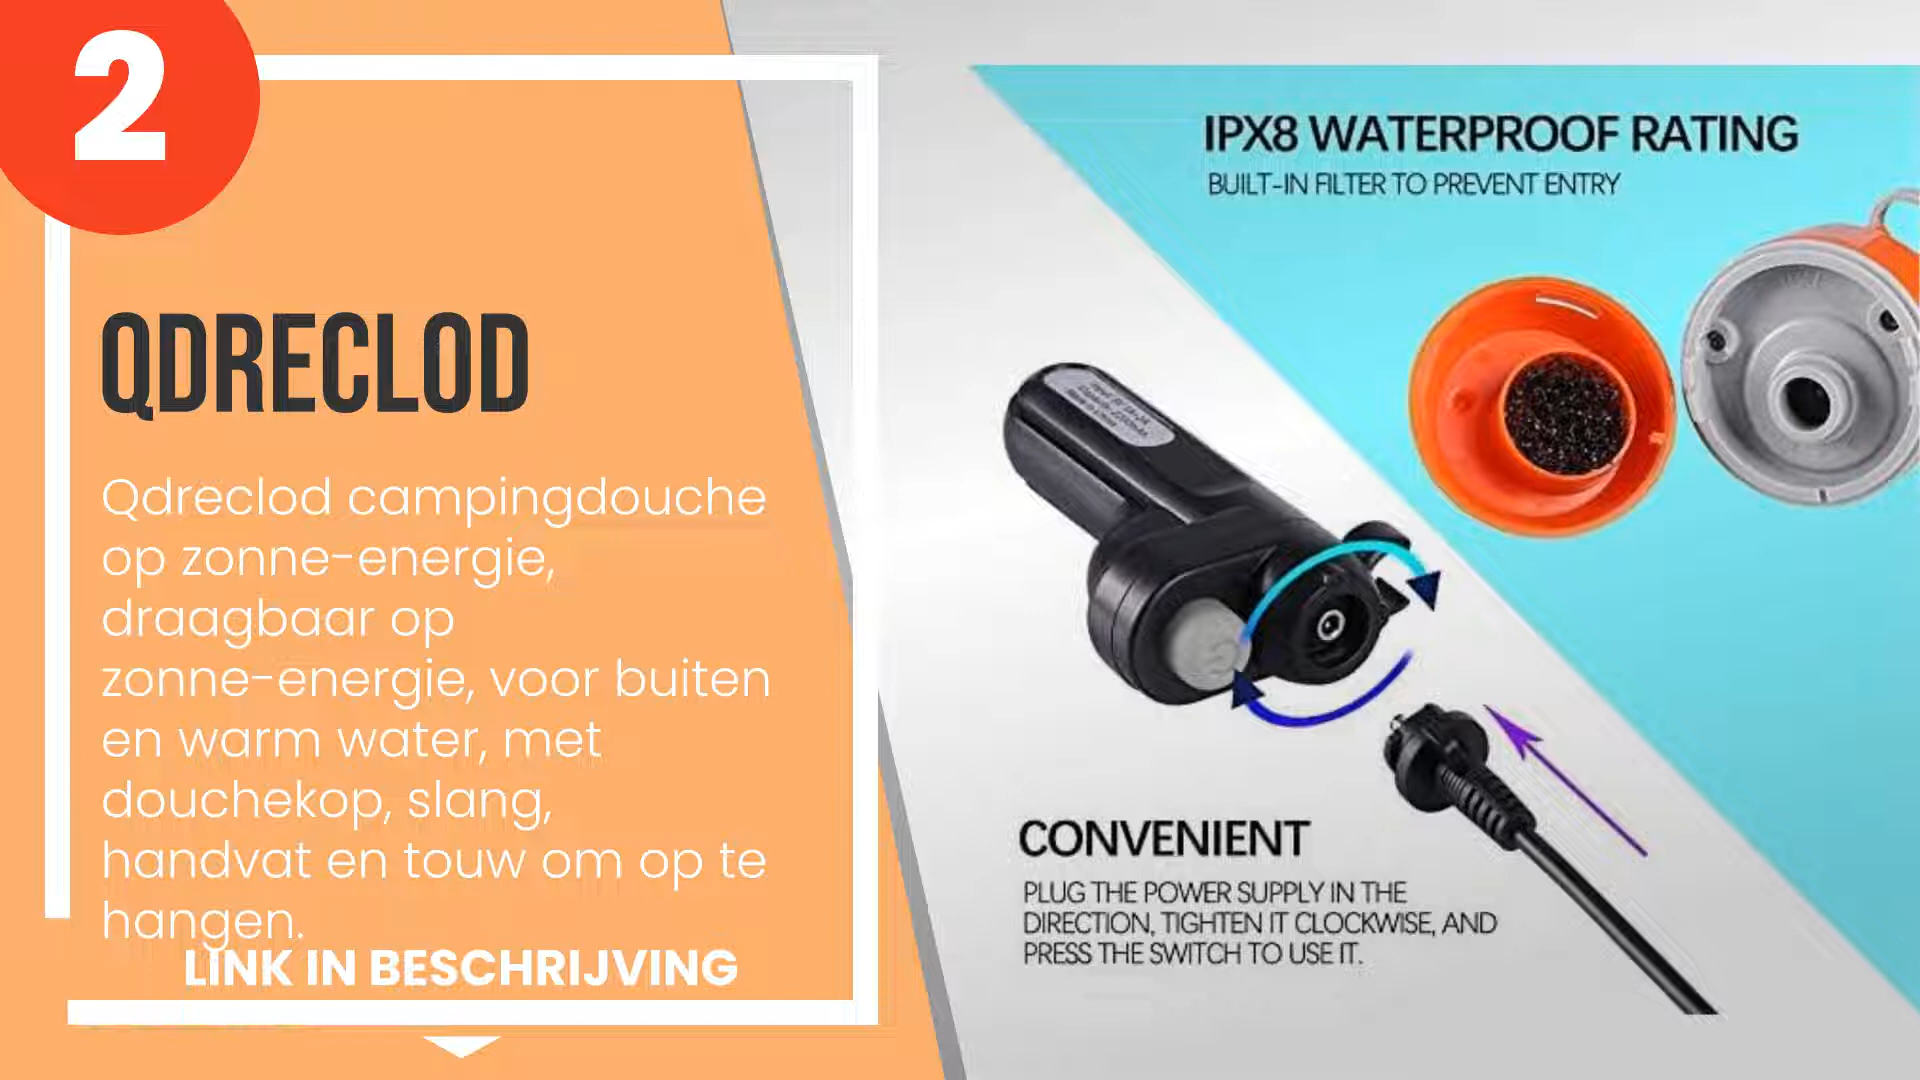 2
QDRECLOD
Qdreclod campingdouche
op zonne-energie,
draagbaar op
zonne-energie, voor buiten
en warm water, met
douchekop, slang,
handvat en touw om op te
hangen.
LINK IN BESCHRIJVING
IPX8 WATERPROOF RATING
BUILT-IN FILTER TO PREVENT ENTRY
CONVENIENT
PLUG THE POWER SUPPLY IN THE
DIRECTION, TIGHTEN IT CLOCKWISE, AND
PRESS THE SWITCH TO USE IT.